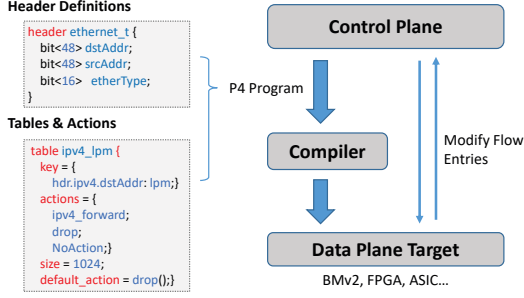 Header Definitions
header ethernet_t {
bit<48> dstAddr;
bit<48> srcAddr;
bit<16> etherType;
}
Tables & Actions
table ipv4_lpm {
key = {
hdr.ipv4.dstAddr: lpm;}
actions = {
ipv4_forward;
drop;
NoAction;}
size = 1024;
default_action = drop();}
P4 Program
Control Plane
Compiler
Modify Flow
Entries
Data Plane Target
BMv2, FPGA, ASIC...